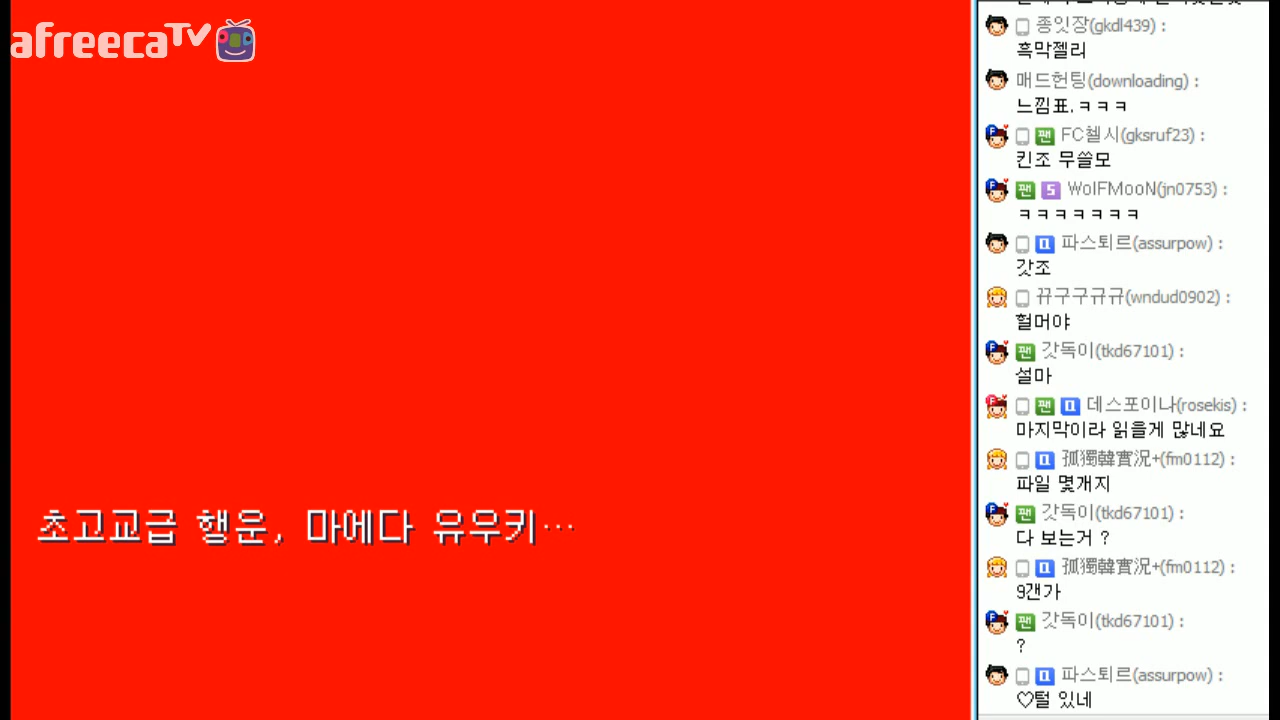 afreecaTV
초고교급 행운, 마에다 유우키…
종잇장(gkdl439) :
흑막젤리
매드헌팅(downloading) :
느낌표.ㅋㅋㅋ
팬 FC첼시(gksruf23) :
킨조 무쓸모
팬 S WolFMooN(jn0753) :
ㅋㅋㅋㅋㅋㅋㅋ
파스퇴르(assurpow) :
갓조
뀨구구규규(wndud0902) :
헐머야
팬 갓독이(tkd67101) :
설마
팬 데스포이나(rosekis) :
마지막이라 읽을게 많네요
孤獨韓實況+(fm0112) :
파일 몇개지
팬 갓독이(tkd67101) :
다 보는거 ?
孤獨韓實況+(fm0112) :
9갠가
팬 갓독이(tkd67101) :
?
파스퇴르(assurpow) :
♡털 있네